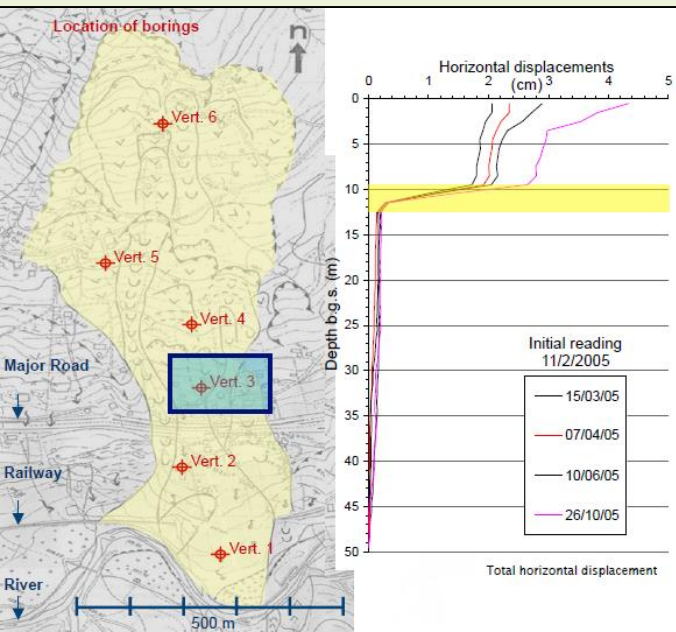 Location of borings
n
Vert. 6
Vert. 5
Vert. 4
Major Road
Vert. 3
Vert. 2
Railway
Vert. 1
River
500 m
Horizontal displacements
(cm)
0 1 2 3 4 5
Depth b.g.s. (m)
0
5
10
15
20
25
30
35
40
45
50
Initial reading
11/2/2005
15/03/05
07/04/05
10/06/05
26/10/05
Total horizontal displacement